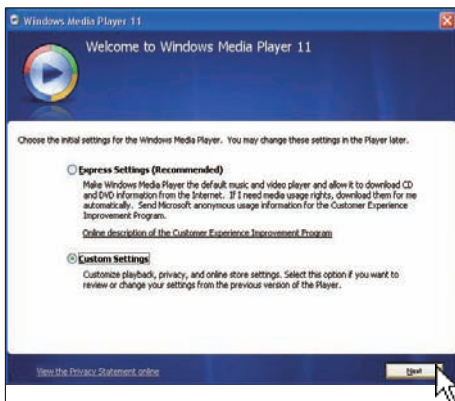 Windows Media Player 11
Welcome to Windows Media Player 11
Choose the initial settings for the Windows Media Player. You may change these settings in the Player later.
Express Settings (Recommended)
Make Windows Media Player the default music and video player and allow it to download CD
and DVD information from the Internet. If I need media usage rights, download them for me
automatically. Send Microsoft anonymous usage information for the Customer Experience
Improvement Program.
Online description of the Customer Experience Improvement Program
Custom Settings
Customize playback, privacy, and online store settings. Select this option if you want to
review or change your settings from the previous version of the Player.
View the Privacy Statement online
Next